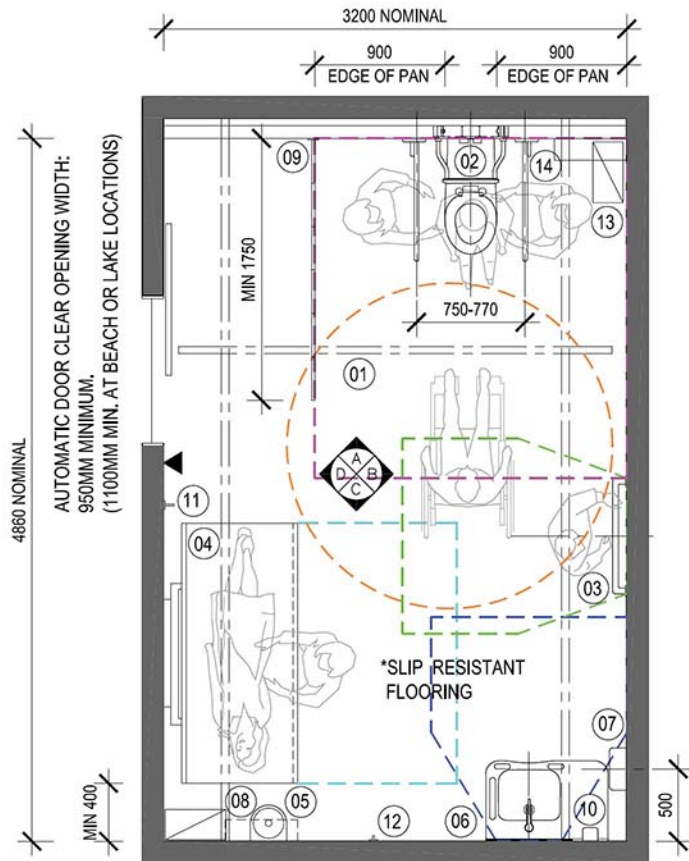 3200 NOMINAL
900
EDGE OF PAN
900
EDGE OF PAN
4860 NOMINAL
AUTOMATIC DOOR CLEAR OPENING WIDTH:
950MM MINIMUM.
(1100MM MIN. AT BEACH OR LAKE LOCATIONS)
09
02
14
13
MIN 1750
750-770
01
A
D B
C
11
04
03
*SLIP RESISTANT
FLOORING
07
MIN 400
08
05
12
06
10
500